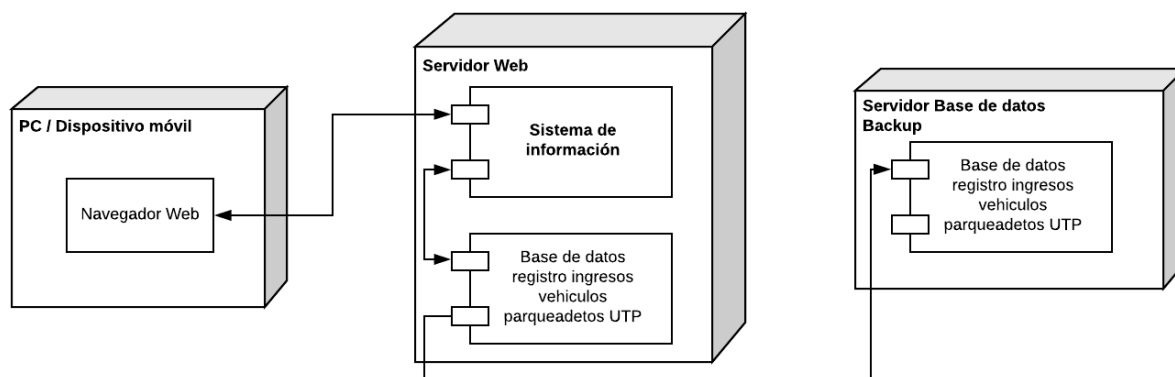 PC / Dispositivo móvil
Navegador Web
Servidor Web
Sistema de
información
Base de datos
registro ingresos
vehiculos
parqueadetos UTP
Servidor Base de datos
Backup
Base de datos
registro ingresos
vehiculos
parqueadetos UTP